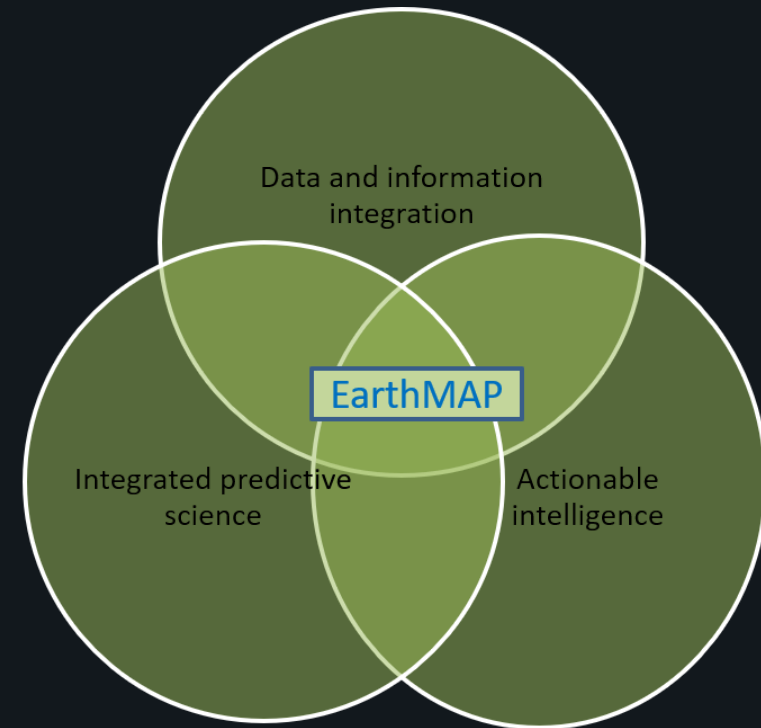 Data and information
integration
EarthMAP
Integrated predictive
science
Actionable
intelligence